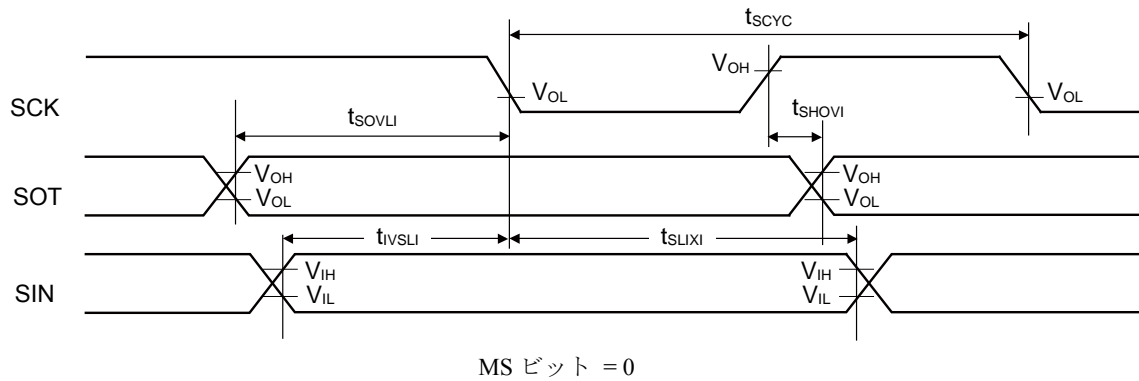 tSCYC
VOH
VOL
VOL
SCK
tSOVLI
tSHOVI
VOH
VOL
VOH
VOL
SOT
tIVSLI
tSLIXI
VIH
VIL
VIH
VIL
SIN
MS ビット = 0